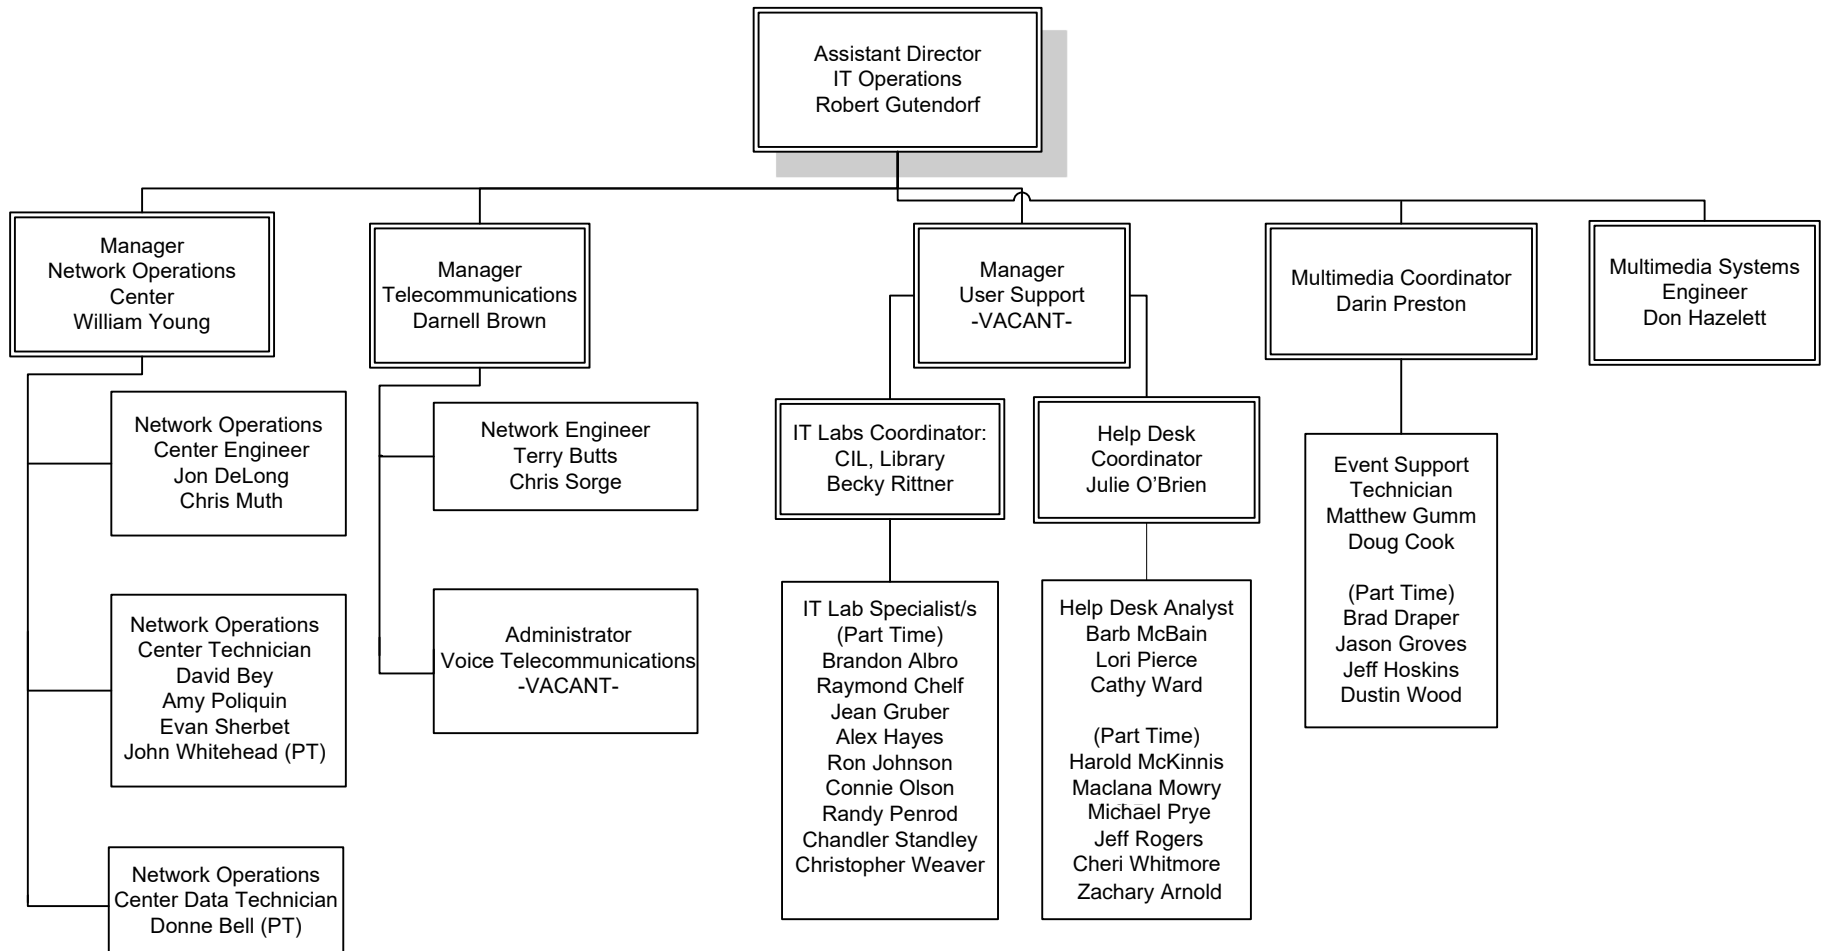 Assistant Director
IT Operations
Robert Gutendorf
Manager
Network Operations
Center
William Young
Manager
Telecommunications
Darnell Brown
Manager
User Support
-VACANT-
Multimedia Coordinator
Darin Preston
Multimedia Systems
Engineer
Don Hazelett
Network Operations
Center Engineer
Jon DeLong
Chris Muth
Network Engineer
Terry Butts
Chris Sorge
IT Labs Coordinator:
CIL, Library
Becky Rittner
Help Desk
Coordinator
Julie O’Brien
Event Support
Technician
Matthew Gumm
Doug Cook
(Part Time)
Brad Draper
Jason Groves
Jeff Hoskins
Dustin Wood
Network Operations
Center Technician
David Bey
Amy Poliquin
Evan Sherbet
John Whitehead (PT)
Administrator
Voice Telecommunications
-VACANT-
IT Lab Specialist/s
(Part Time)
Brandon Albro
Raymond Chelf
Jean Gruber
Alex Hayes
Ron Johnson
Connie Olson
Randy Penrod
Chandler Standley
Christopher Weaver
Help Desk Analyst
Barb McBain
Lori Pierce
Cathy Ward
(Part Time)
Harold McKinnis
Maclana Mowry
Michael Prye
Jeff Rogers
Cheri Whitmore
Zachary Arnold
Network Operations
Center Data Technician
Donne Bell (PT)